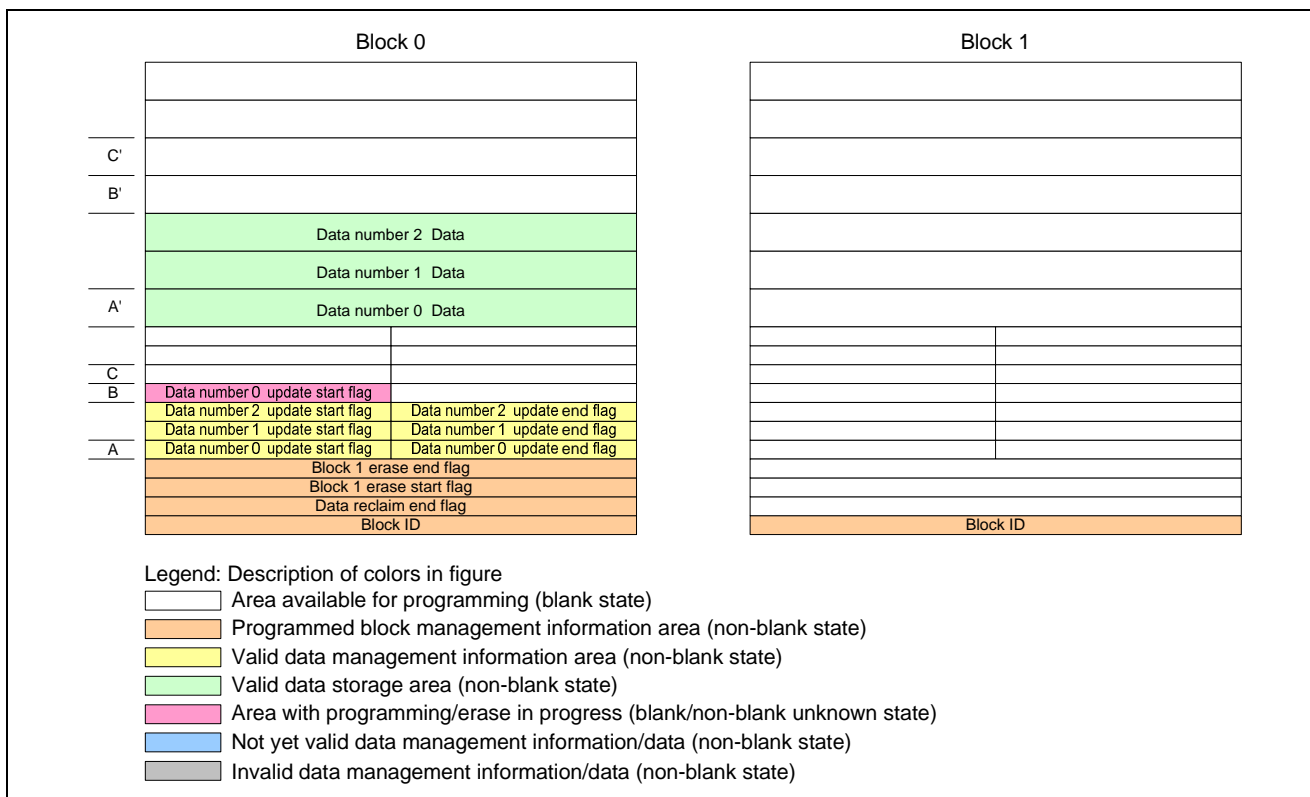 Block 0
Block 1
C'
B'
Data number 2 Data
Data number 1 Data
A'
Data number 0 Data
C
B
Data number 0 update start flag
Data number 2 update start flag
Data number 2 update end flag
Data number 1 update start flag
Data number 1 update end flag
A
Data number 0 update start flag
Data number 0 update end flag
Block 1 erase end flag
Block 1 erase start flag
Data reclaim end flag
Block ID
Block ID
Legend: Description of colors in figure
Area available for programming (blank state)
Programmed block management information area (non-blank state)
Valid data management information area (non-blank state)
Valid data storage area (non-blank state)
Area with programming/erase in progress (blank/non-blank unknown state)
Not yet valid data management information/data (non-blank state)
Invalid data management information/data (non-blank state)